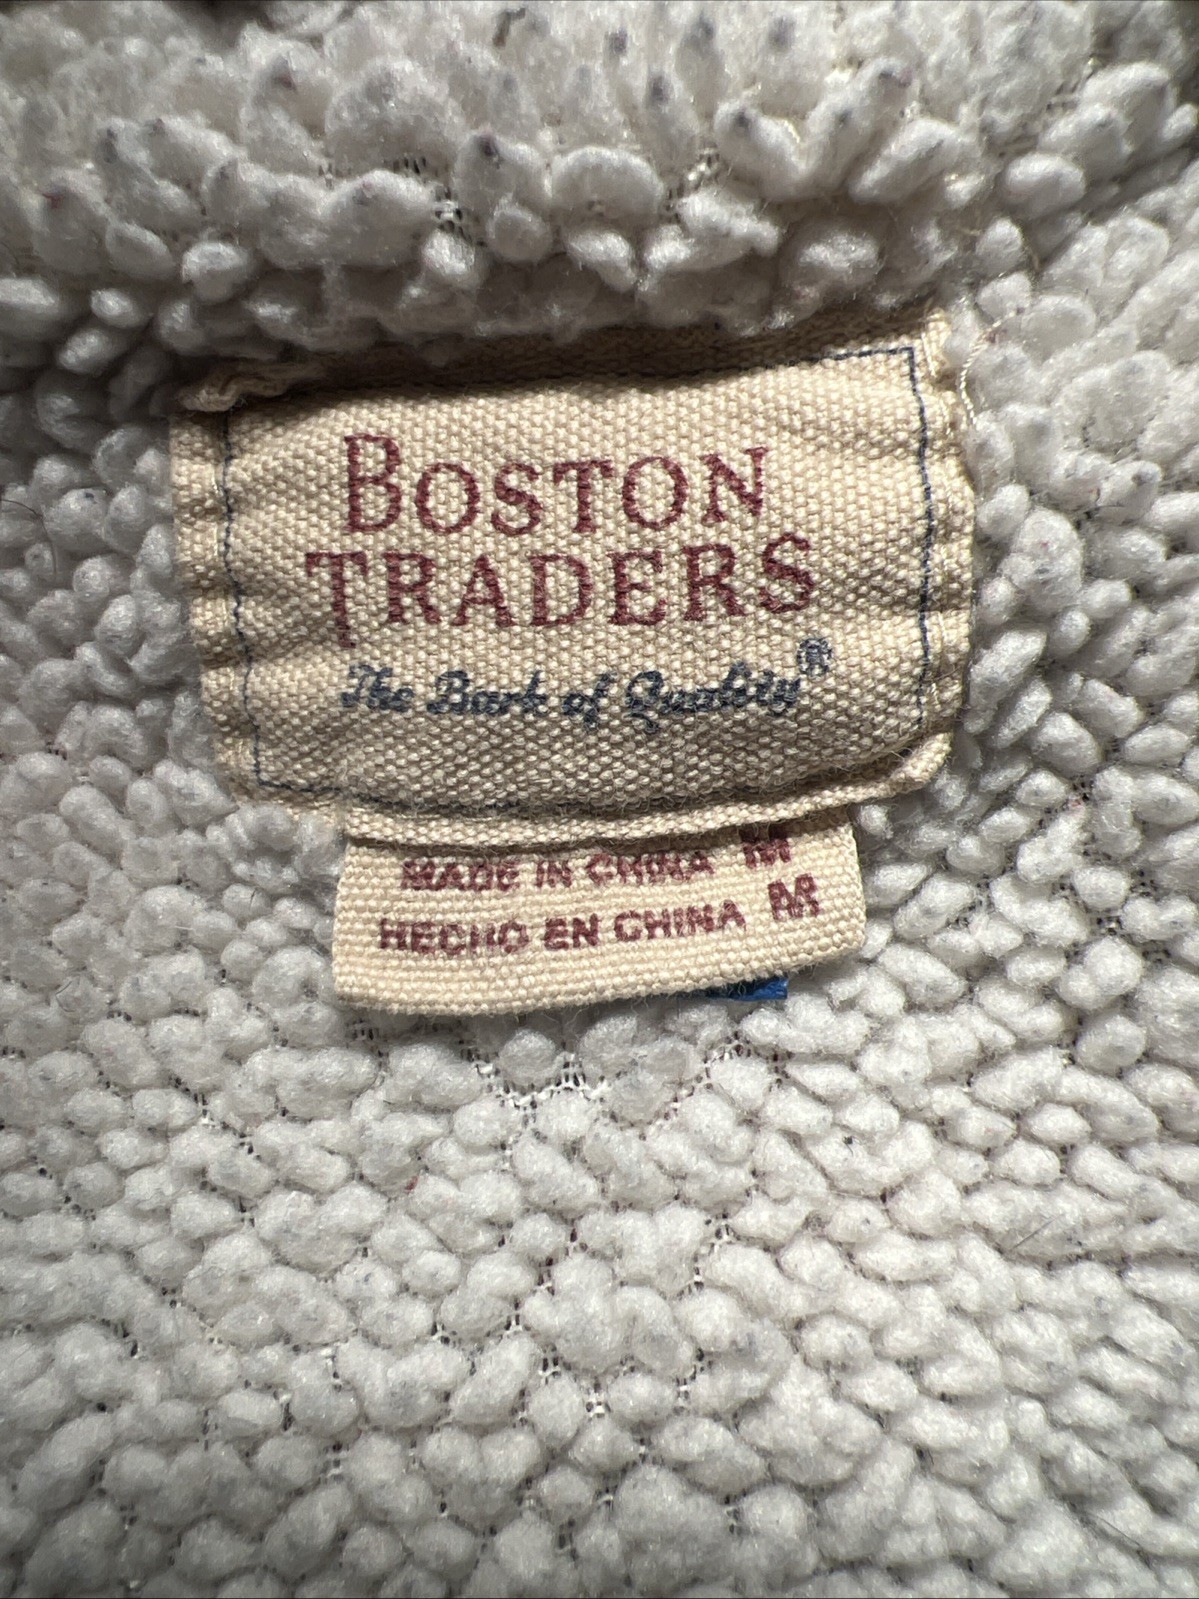 BOSTON
TRADERS
The Bark of Quality®
MADE IN CHINA M
HECHO EN CHINA M